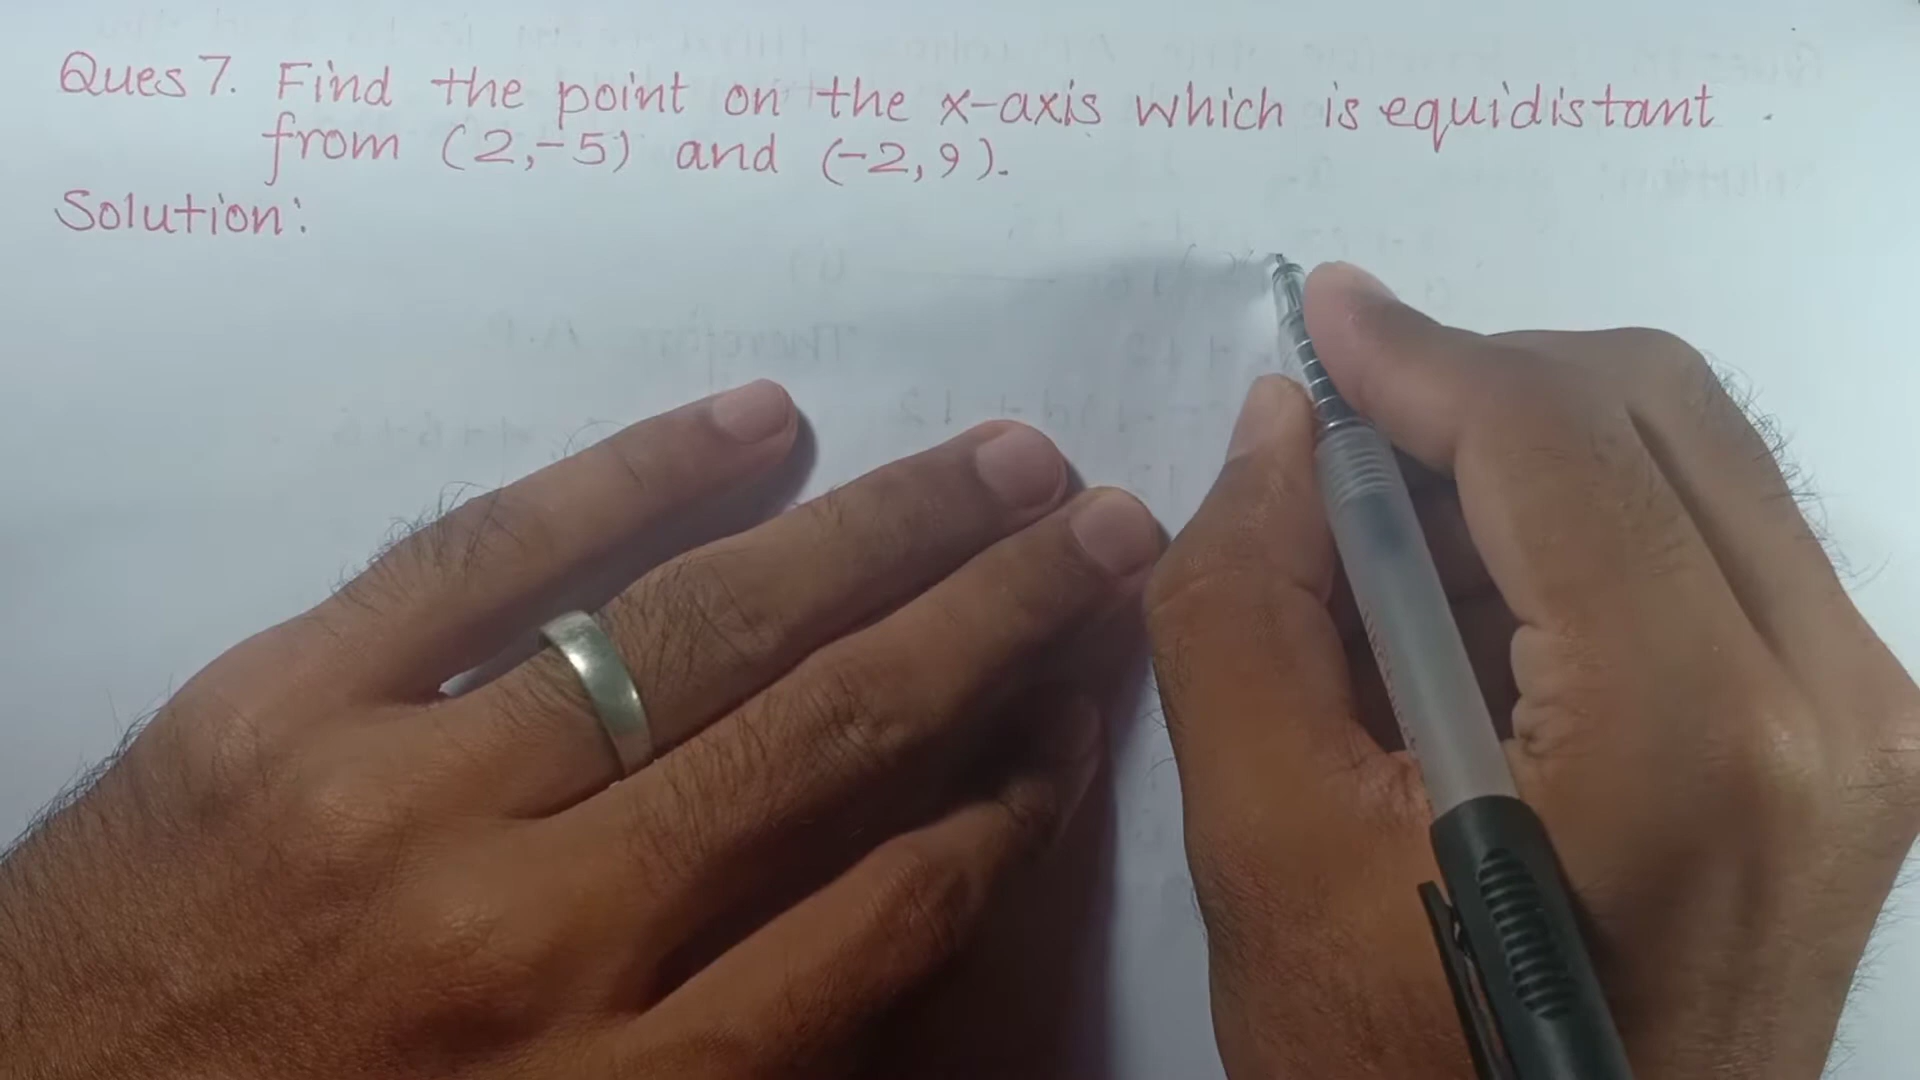 Ques 7. Find the point on the x-axis which is equidistant
from (2,-5) and (-2,9).
Solution: